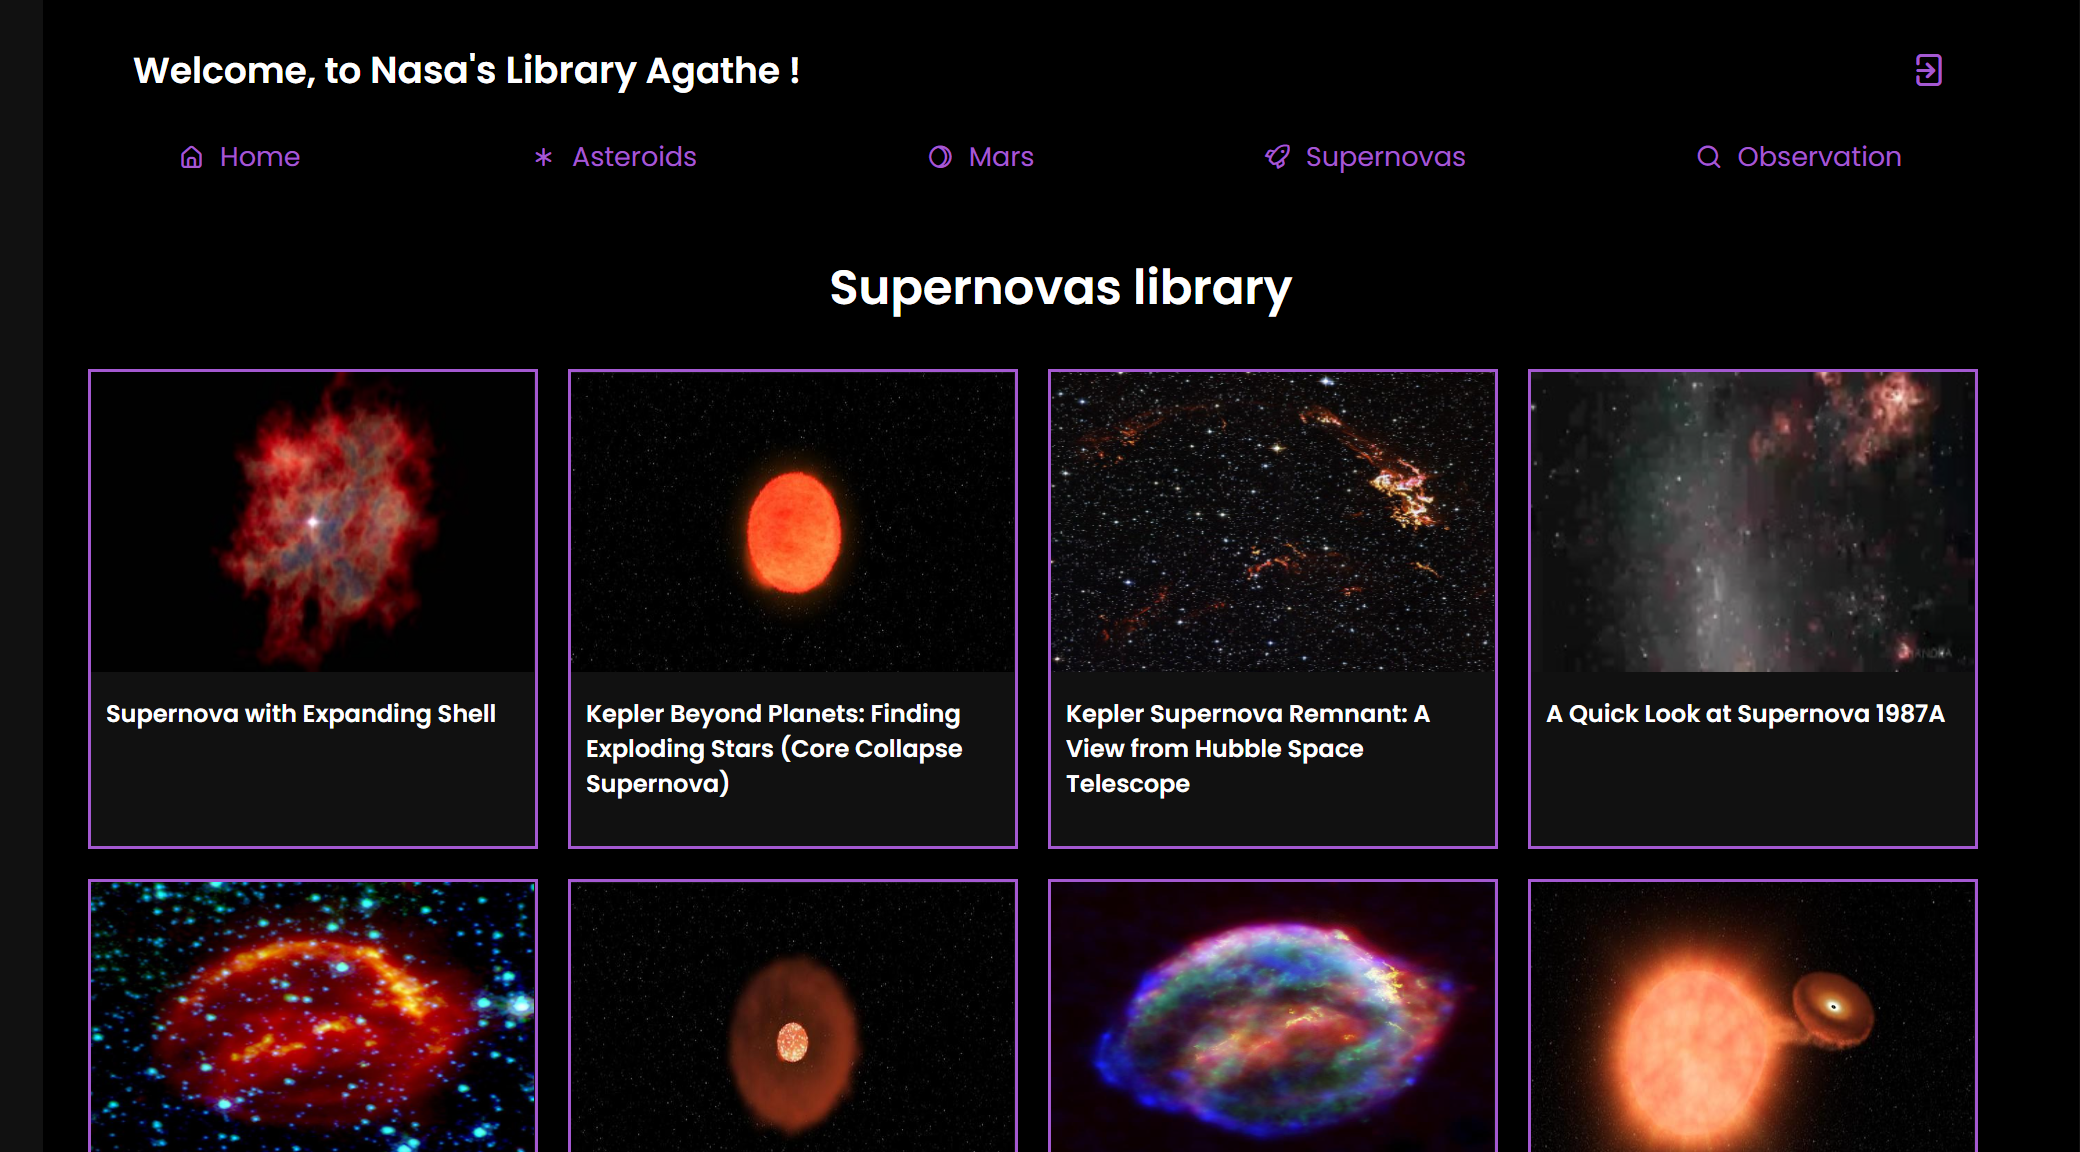 Welcome, to Nasa's Library Agathe !
Home
Asteroids
Mars
Supernovas
Observation
Supernovas library
Supernova with Expanding Shell
Kepler Beyond Planets: Finding
Exploding Stars (Core Collapse
Supernova)
Kepler Supernova Remnant: A
View from Hubble Space
Telescope
A Quick Look at Supernova 1987A